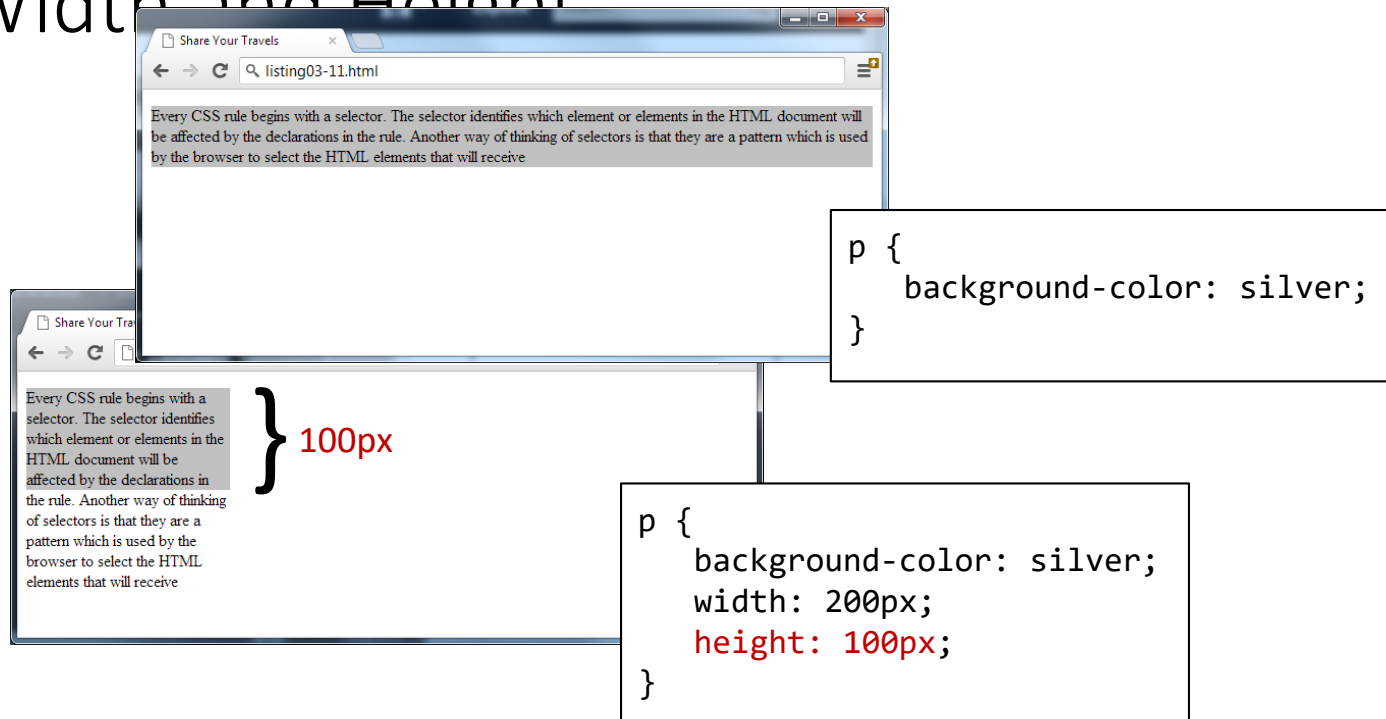 Width and Height
Share Your Travels
listing03-11.html
Every CSS rule begins with a selector. The selector identifies which element or elements in the HTML document will
be affected by the declarations in the rule. Another way of thinking of selectors is that they are a pattern which is used
by the browser to select the HTML elements that will receive
p {
background-color: silver;
}
Share Your Tra
Every CSS rule begins with a
selector. The selector identifies
which element or elements in the
HTML document will be
affected by the declarations in
the rule. Another way of thinking
of selectors is that they are a
pattern which is used by the
browser to select the HTML
elements that will receive
} 100px
p {
background-color: silver;
width: 200px;
height: 100px;
}